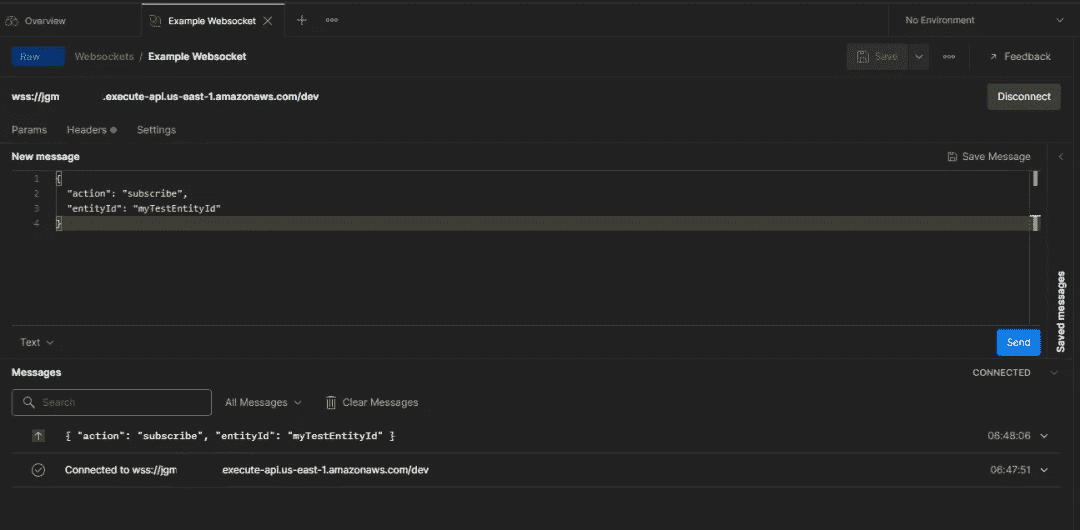 Overview
Example Websocket
No Environment
Raw
Websockets / Example Websocket
Save
Feedback
wss://jgm .execute-api.us-east-1.amazonaws.com/dev
Disconnect
Params Headers Settings
New message
Save Message
1 {
2 "action": "subscribe",
3 "entityId": "myTestEntityId"
4 }
Saved messages
Text
Send
Messages
CONNECTED
Search
All Messages
Clear Messages
{ "action": "subscribe", "entityId": "myTestEntityId" }
06:48:06
Connected to wss://jgm execute-api.us-east-1.amazonaws.com/dev
06:47:51